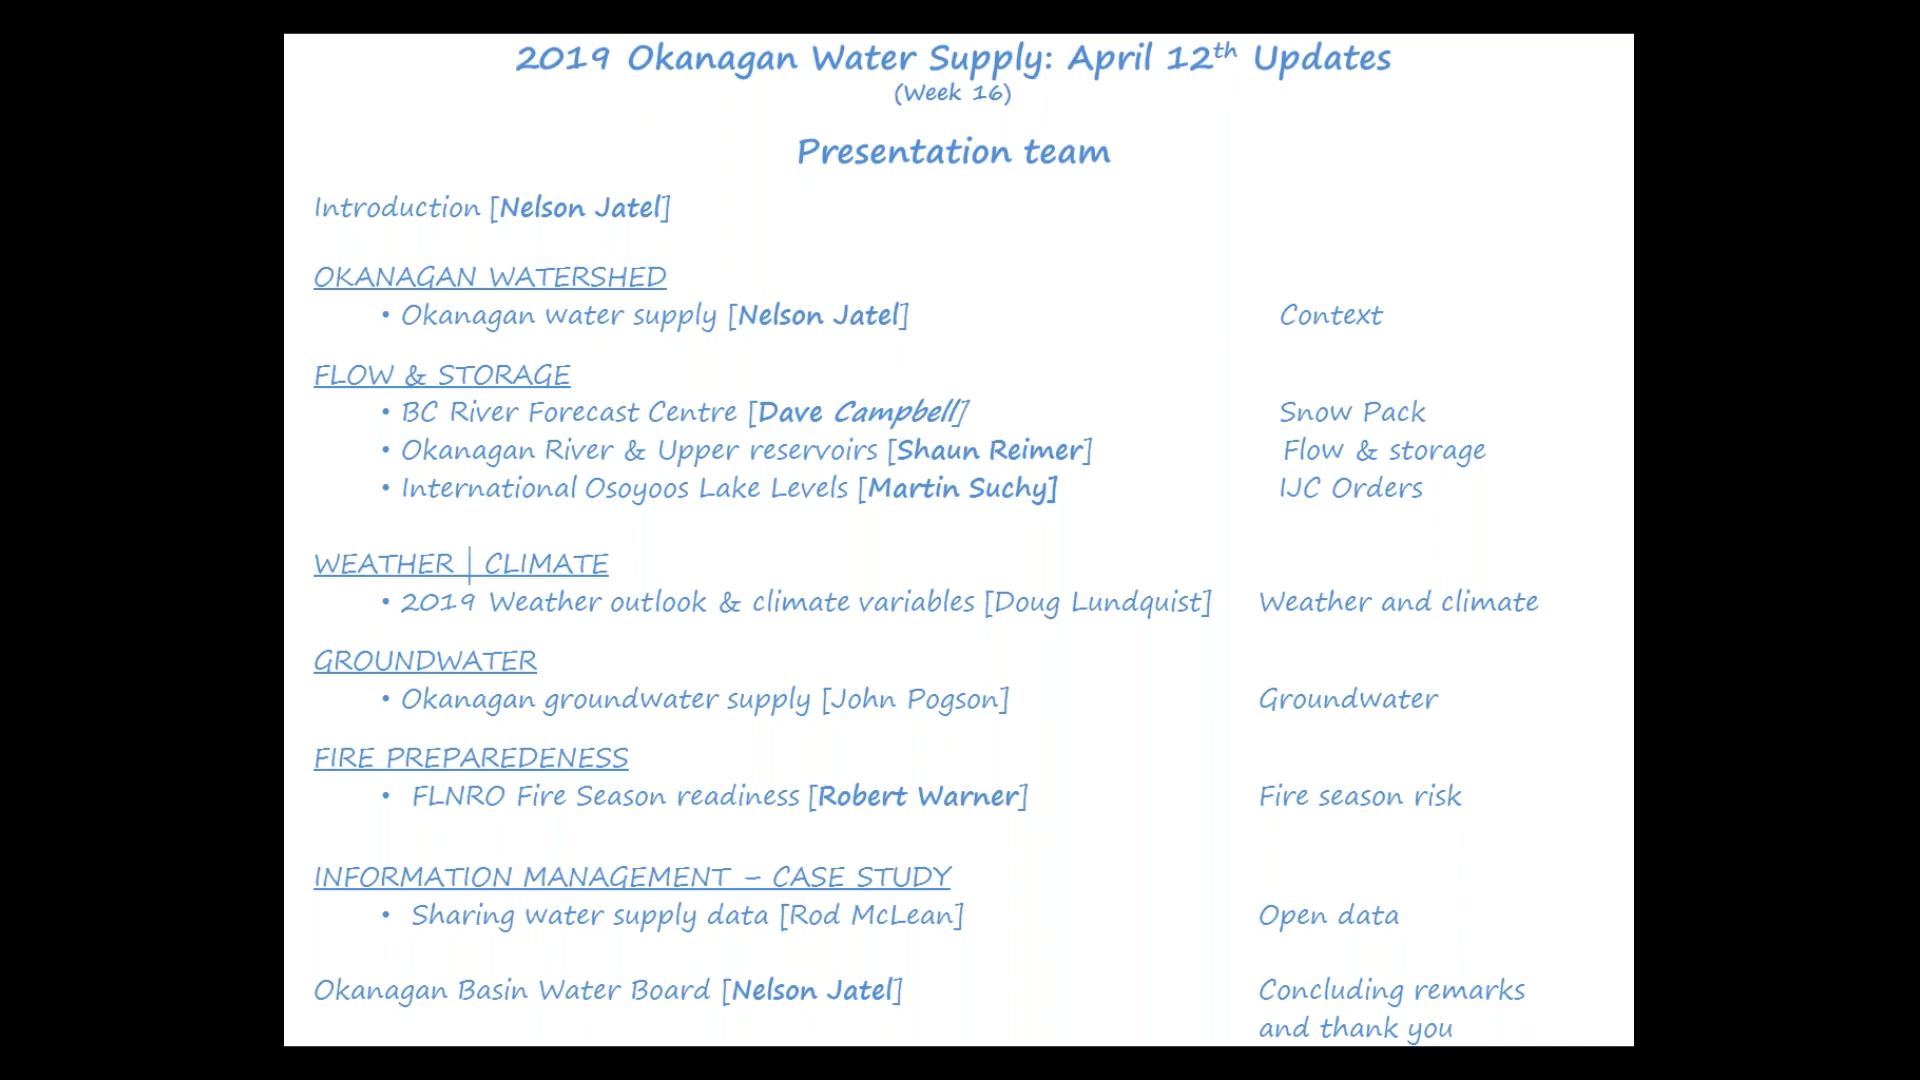 2019 Okanagan Water Supply: April 12th Updates
(Week 16)
Presentation team
Introduction [Nelson Jatel]
OKANAGAN WATERSHED
• Okanagan water supply [Nelson Jatel] Context
FLOW & STORAGE
• BC River Forecast Centre [Dave Campbell] Snow Pack
• Okanagan River & Upper reservoirs [Shaun Reimer] Flow & storage
• International Osoyoos Lake Levels [Martin Suchy] IJC Orders
WEATHER | CLIMATE
• 2019 Weather outlook & climate variables [Doug Lundquist] Weather and climate
GROUNDWATER
• Okanagan groundwater supply [John Pogson] Groundwater
FIRE PREPAREDENESS
• FLNRO Fire Season readiness [Robert Warner] Fire season risk
INFORMATION MANAGEMENT – CASE STUDY
• Sharing water supply data [Rod McLean] Open data
Okanagan Basin Water Board [Nelson Jatel] Concluding remarks
and thank you